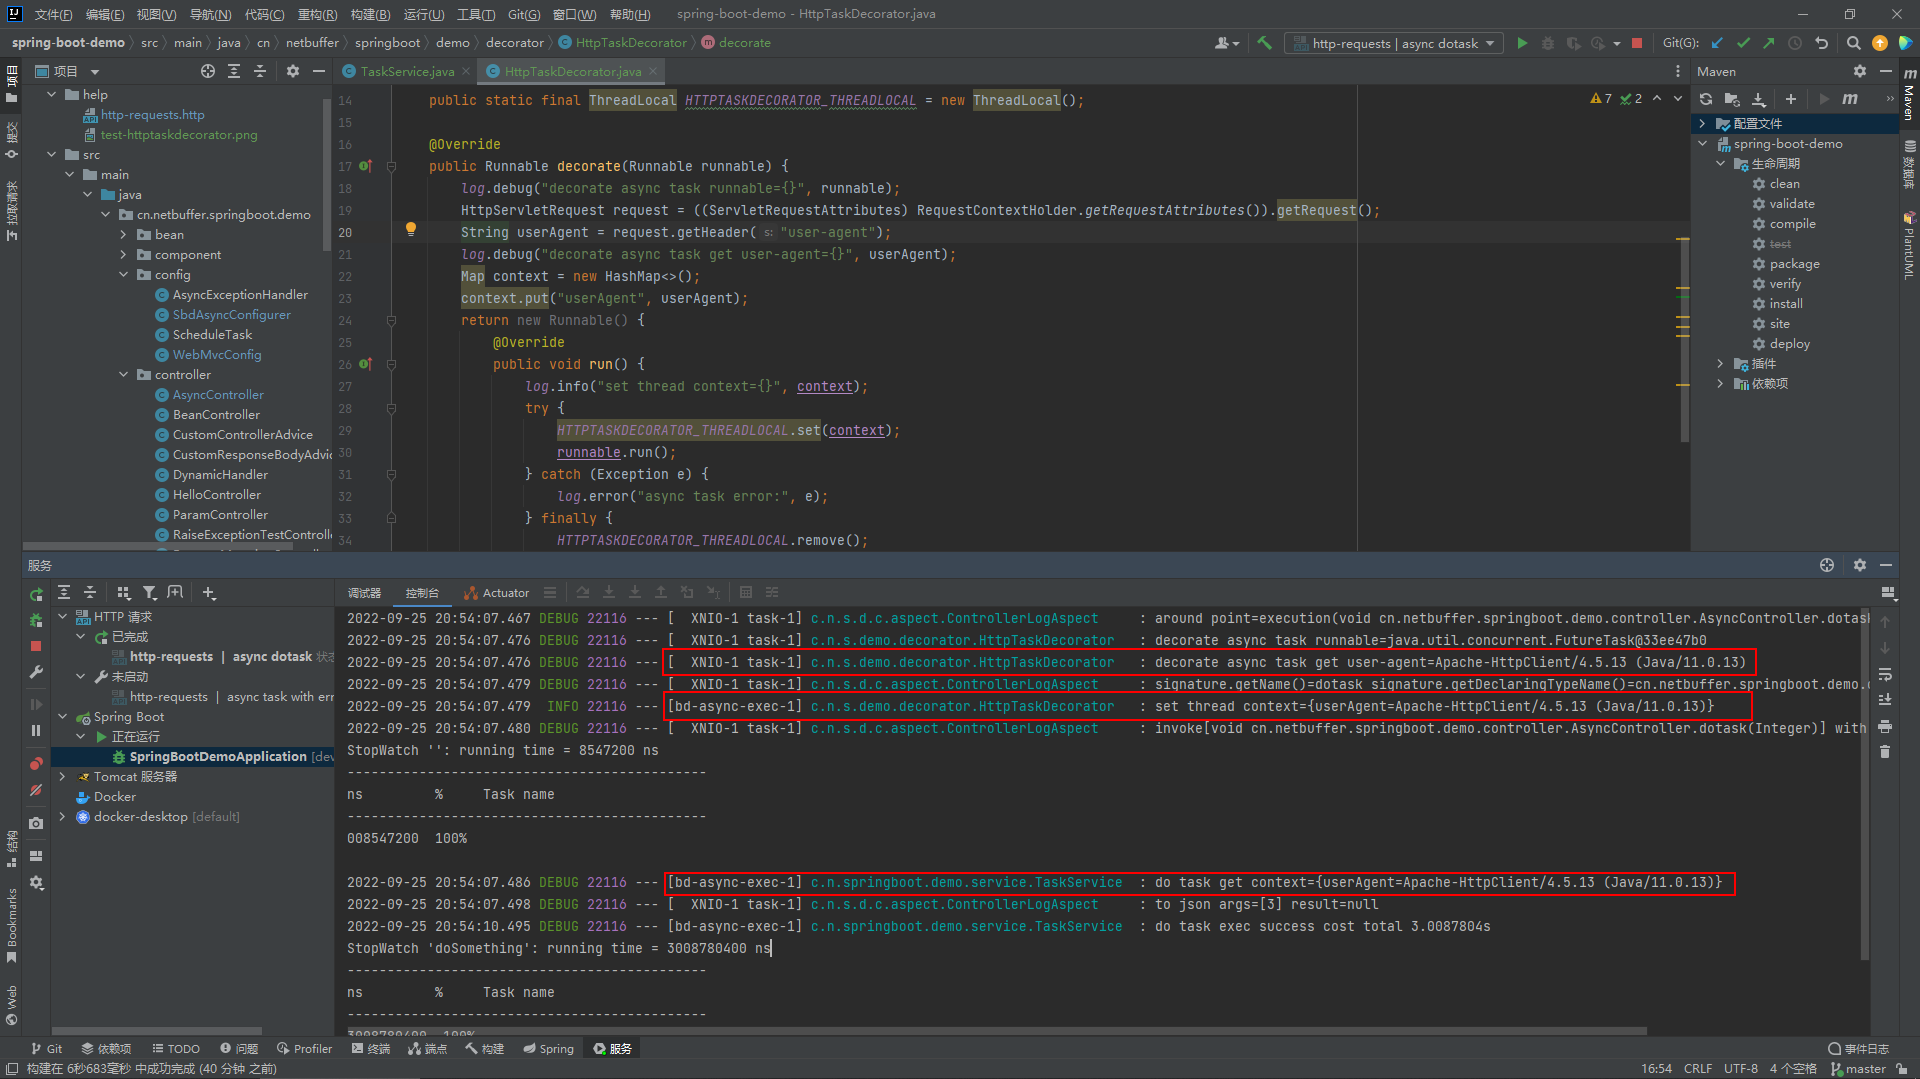 文件(F) 编辑(E) 视图(V) 导航(N) 代码(C) 重构(R) 构建(B) 运行(U) 工具(T) Git(G) 窗口(W) 帮助(H) spring-boot-demo - HttpTaskDecorator.java
spring-boot-demo src main java cn netbuffer springboot demo decorator HttpTaskDecorator decorate http-requests | async dotask Git(G):
项目
TaskService.java HttpTaskDecorator.java
Maven
项目
提交
拉取请求
help
http-requests.http
test-httptaskdecorator.png
src
main
java
cn.netbuffer.springboot.demo
bean
component
config
AsyncExceptionHandler
SbdAsyncConfigurer
ScheduleTask
WebMvcConfig
controller
AsyncController
BeanController
CustomControllerAdvice
CustomResponseBodyAdvic
DynamicHandler
HelloController
ParamController
RaiseExceptionTestControlle
14 public static final ThreadLocal HTTPTASKDECORATOR_THREADLOCAL = new ThreadLocal();
7 2
15
16 @Override
17 public Runnable decorate(Runnable runnable) {
18 log.debug("decorate async task runnable={}", runnable);
19 HttpServletRequest request = ((ServletRequestAttributes) RequestContextHolder.getRequestAttributes()).getRequest();
20 String userAgent = request.getHeader( s: "user-agent");
21 log.debug("decorate async task get user-agent={}", userAgent);
22 Map context = new HashMap<>();
23 context.put("userAgent", userAgent);
24 return new Runnable() {
25 @Override
26 public void run() {
27 log.info("set thread context={}", context);
28 try {
29 HTTPTASKDECORATOR_THREADLOCAL.set(context);
30 runnable.run();
31 } catch (Exception e) {
32 log.error("async task error:", e);
33 } finally {
34 HTTPTASKDECORATOR_THREADLOCAL.remove();
配置文件
spring-boot-demo
生命周期
clean
validate
compile
test
package
verify
install
site
deploy
插件
依赖项
Maven
数据库
PlantUML
服务
HTTP 请求
已完成
http-requests | async dotask 状态
未启动
http-requests | async task with erro
Spring Boot
正在运行
SpringBootDemoApplication [dev
Tomcat 服务器
Docker
docker-desktop [default]
结构
Bookmarks
Web
调试器 控制台 Actuator
2022-09-25 20:54:07.467 DEBUG 22116 --- [  XNIO-1 task-1] c.n.s.d.c.aspect.ControllerLogAspect : around point=execution(void cn.netbuffer.springboot.demo.controller.AsyncController.dotask
2022-09-25 20:54:07.476 DEBUG 22116 --- [  XNIO-1 task-1] c.n.s.demo.decorator.HttpTaskDecorator : decorate async task runnable=java.util.concurrent.FutureTask@33ee47b0
2022-09-25 20:54:07.476 DEBUG 22116 --- [  XNIO-1 task-1] c.n.s.demo.decorator.HttpTaskDecorator : decorate async task get user-agent=Apache-HttpClient/4.5.13 (Java/11.0.13)
2022-09-25 20:54:07.479 DEBUG 22116 --- [  XNIO-1 task-1] c.n.s.d.c.aspect.ControllerLogAspect : signature.getName()=dotask signature.getDeclaringTypeName()=cn.netbuffer.springboot.demo.c
2022-09-25 20:54:07.479  INFO 22116 --- [bd-async-exec-1] c.n.s.demo.decorator.HttpTaskDecorator : set thread context={userAgent=Apache-HttpClient/4.5.13 (Java/11.0.13)}
2022-09-25 20:54:07.480 DEBUG 22116 --- [  XNIO-1 task-1] c.n.s.d.c.aspect.ControllerLogAspect : invoke[void cn.netbuffer.springboot.demo.controller.AsyncController.dotask(Integer)] with
StopWatch '': running time = 8547200 ns
---------------------------------------------
ns % Task name
---------------------------------------------
008547200 100%
2022-09-25 20:54:07.486 DEBUG 22116 --- [bd-async-exec-1] c.n.springboot.demo.service.TaskService : do task get context={userAgent=Apache-HttpClient/4.5.13 (Java/11.0.13)}
2022-09-25 20:54:07.498 DEBUG 22116 --- [  XNIO-1 task-1] c.n.s.d.c.aspect.ControllerLogAspect : to json args=[3] result=null
2022-09-25 20:54:10.495 DEBUG 22116 --- [bd-async-exec-1] c.n.springboot.demo.service.TaskService : do task exec success cost total 3.0087804s
StopWatch 'doSomething': running time = 3008780400 ns
---------------------------------------------
ns % Task name
---------------------------------------------
3008780400 100%
Git 依赖项 TODO 问题 Profiler 终端 端点 构建 Spring 服务 事件日志
构建在 6秒683毫秒 中成功完成 (40 分钟 之前) 16:54 CRLF UTF-8 4 个空格 master